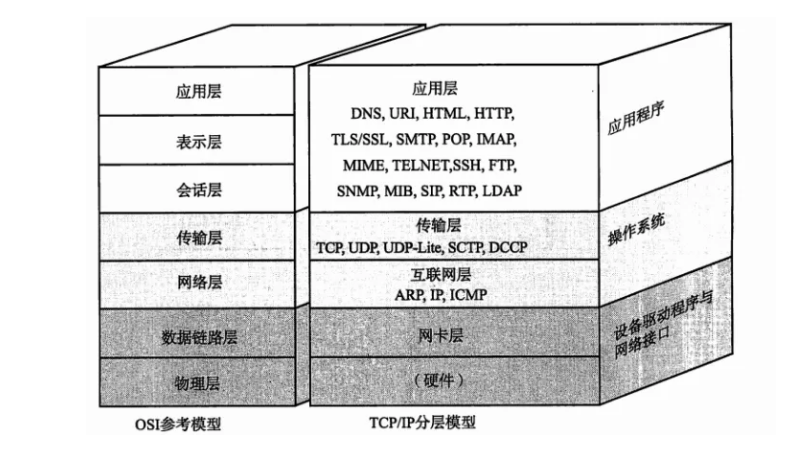 应用层
表示层
会话层
传输层
网络层
数据链路层
物理层
OSI参考模型
应用层
DNS, URI, HTML, HTTP,
TLS/SSL, SMTP, POP, IMAP,
MIME, TELNET,SSH, FTP,
SNMP, MIB, SIP, RTP, LDAP
传输层
TCP, UDP, UDP-Lite, SCTP, DCCP
互联网层
ARP, IP, ICMP
网卡层
(硬件)
TCP/IP分层模型
应用程序
操作系统
设备驱动程序与
网络接口